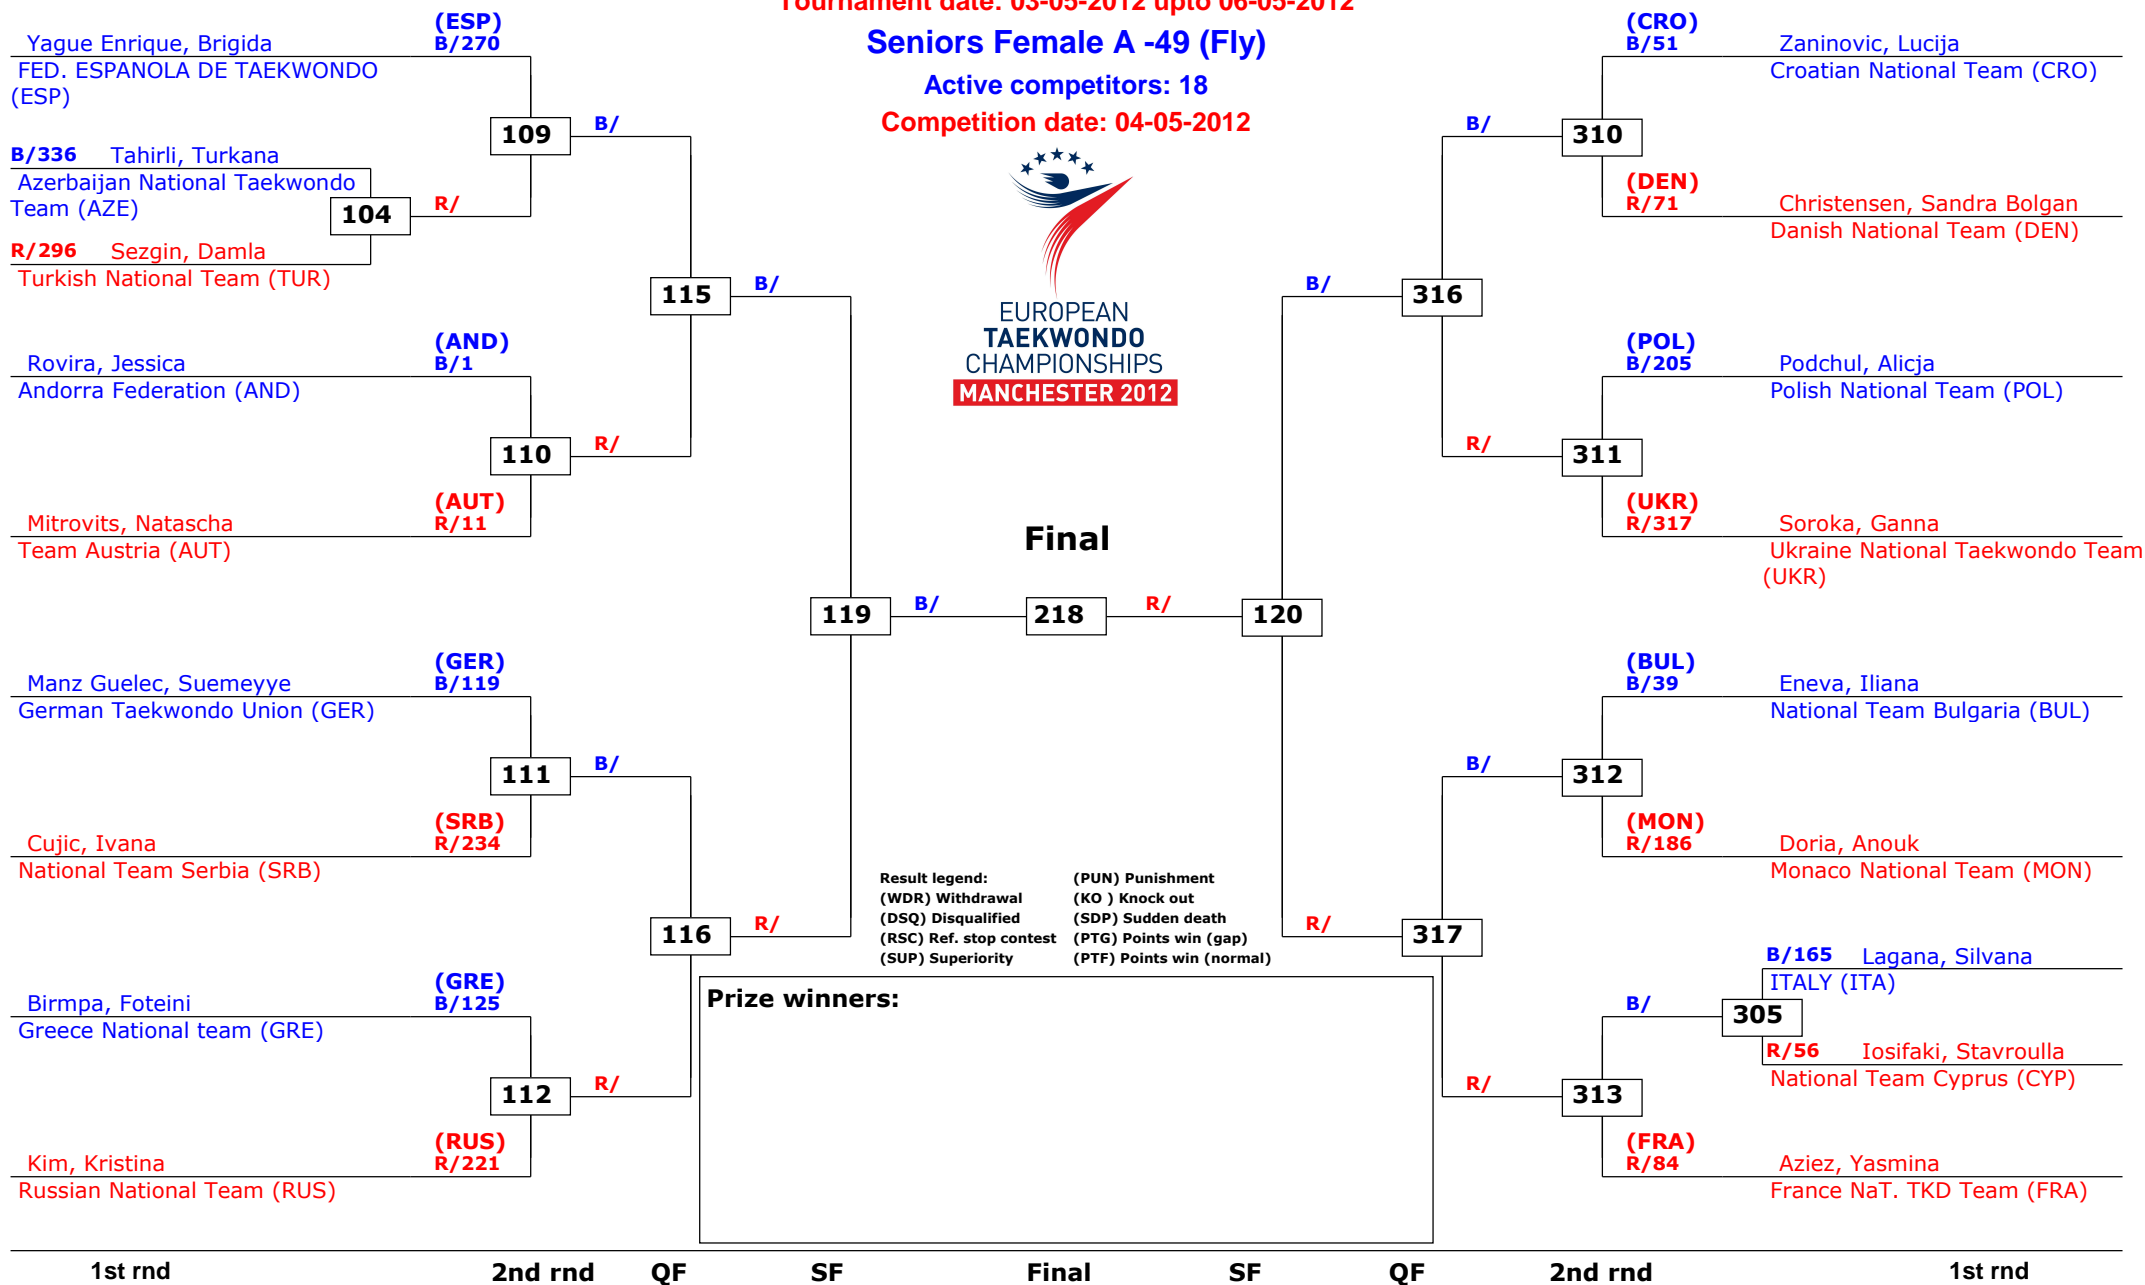 Tournament date: 03-05-2012 upto 06-05-2012
Seniors Female A -49 (Fly)
Active competitors: 18
Competition date: 04-05-2012
EUROPEAN
TAEKWONDO
CHAMPIONSHIPS
MANCHESTER 2012
(ESP)
Yague Enrique, Brigida B/270
FED. ESPANOLA DE TAEKWONDO
(ESP)
109 B/
B/336 Tahirli, Turkana
Azerbaijan National Taekwondo
Team (AZE)
104 R/
R/296 Sezgin, Damla
Turkish National Team (TUR)
115 B/
(AND)
Rovira, Jessica B/1
Andorra Federation (AND)
110 R/
(AUT)
Mitrovits, Natascha R/11
Team Austria (AUT)
119 B/
(GER)
Manz Guelec, Suemeyye B/119
German Taekwondo Union (GER)
111 B/
(SRB)
Cujic, Ivana R/234
National Team Serbia (SRB)
116 R/
(GRE)
Birmpa, Foteini B/125
Greece National team (GRE)
112 R/
(RUS)
Kim, Kristina R/221
Russian National Team (RUS)
Final
218 R/
(CRO)
B/51 Zaninovic, Lucija
Croatian National Team (CRO)
B/ 310
(DEN)
R/71 Christensen, Sandra Bolgan
Danish National Team (DEN)
B/ 316
(POL)
B/205 Podchul, Alicja
Polish National Team (POL)
R/ 311
(UKR)
R/317 Soroka, Ganna
Ukraine National Taekwondo Team
(UKR)
120
(BUL)
B/39 Eneva, Iliana
National Team Bulgaria (BUL)
B/ 312
(MON)
R/186 Doria, Anouk
Monaco National Team (MON)
R/ 317
B/165 Lagana, Silvana
ITALY (ITA)
B/ 305
R/56 Iosifaki, Stavroulla
National Team Cyprus (CYP)
R/ 313
(FRA)
R/84 Aziez, Yasmina
France NaT. TKD Team (FRA)
Result legend: (PUN) Punishment
(WDR) Withdrawal (KO ) Knock out
(DSQ) Disqualified (SDP) Sudden death
(RSC) Ref. stop contest (PTG) Points win (gap)
(SUP) Superiority (PTF) Points win (normal)
Prize winners:
1st rnd 2nd rnd QF SF Final SF QF 2nd rnd 1st rnd